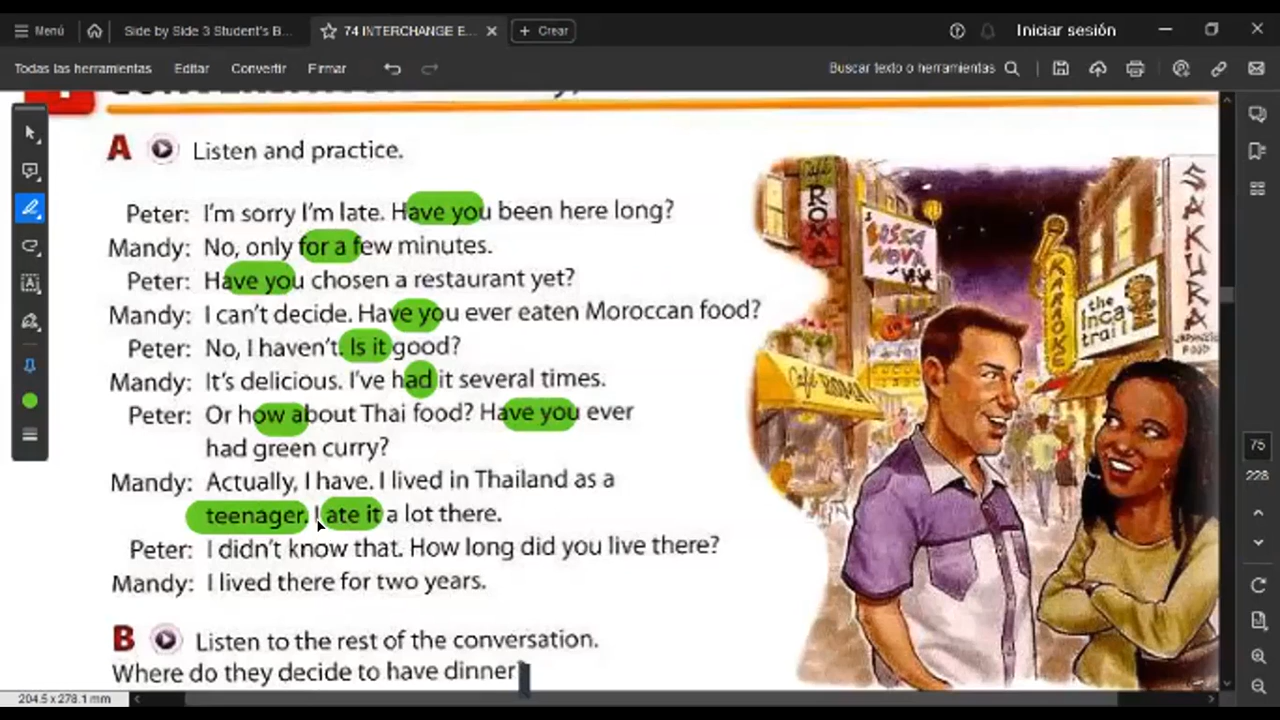 Menú
Side by Side 3 Student's B...
74 INTERCHANGE E...
Crear
Iniciar sesión
Todas las herramientas
Editar
Convertir
Firmar
Buscar texto o herramientas
A Listen and practice.
Peter: I'm sorry I'm late. Have you been here long?
Mandy: No, only for a few minutes.
Peter: Have you chosen a restaurant yet?
Mandy: I can't decide. Have you ever eaten Moroccan food?
Peter: No, I haven't. Is it good?
Mandy: It's delicious. I've had it several times.
Peter: Or how about Thai food? Have you ever
had green curry?
Mandy: Actually, I have. I lived in Thailand as a
teenager. I ate it a lot there.
Peter: I didn't know that. How long did you live there?
Mandy: I lived there for two years.
B Listen to the rest of the conversation.
Where do they decide to have dinner
Café
ROMA
BOSSA
NOVA
KARAOKE
the
Inca
trail
SAKURA
JAPANESE
FOOD
Café ROMA
75
228
204.5 x 278.1 mm